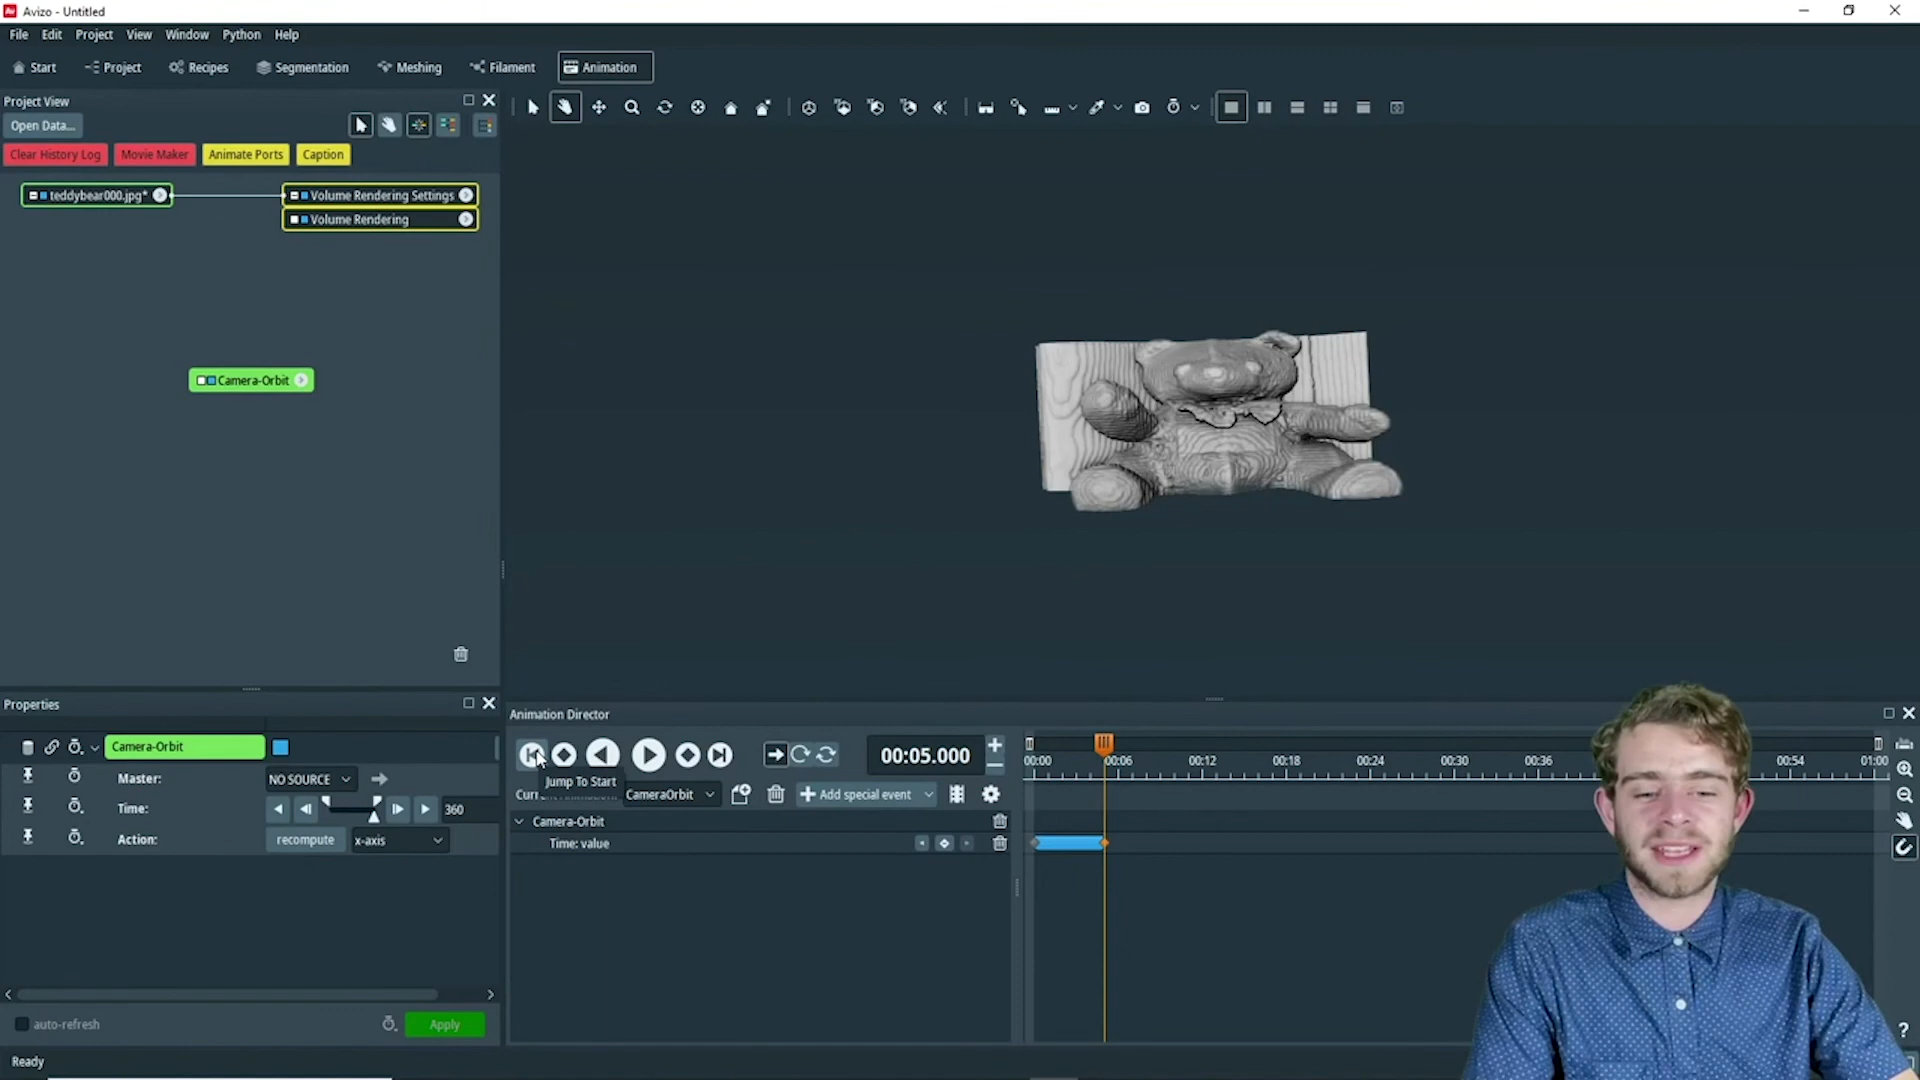 Avizo - Untitled
File Edit Project View Window Python Help
Start Project Recipes Segmentation Meshing Filament Animation
Project View
Open Data...
Clear History Log Movie Maker Animate Ports Caption
teddybear000.jpg* Volume Rendering Settings
Volume Rendering
Camera-Orbit
Properties
Camera-Orbit
Master: NO SOURCE
Time: 360
Action: recompute x-axis
auto-refresh Apply
Ready
Animation Director
00:05.000
Jump To Start
CameraOrbit Add special event
Camera-Orbit
Time: value
00:00 00:06 00:12 00:18 00:24 00:30 00:36 00:54 01:00